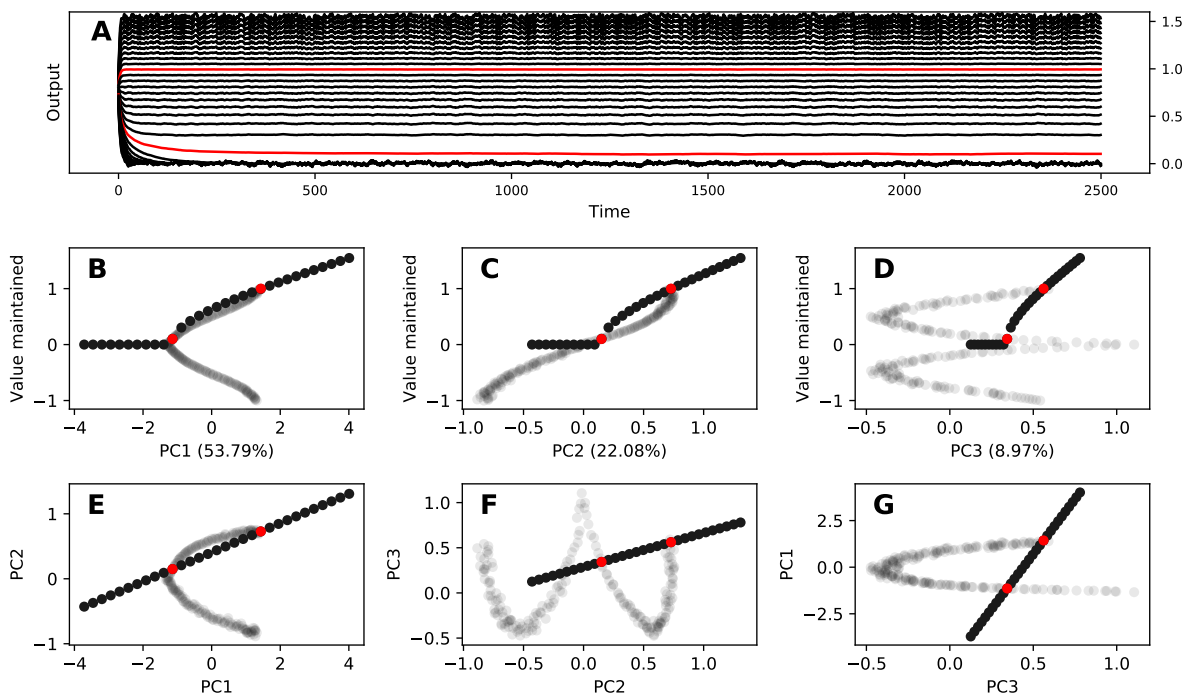 A
Output
1.5
1.0
0.5
0.0
0 500 1000 1500 2000 2500
Time
B
Value maintained
1
0
−1
−4 −2 0 2 4
PC1 (53.79%)
C
Value maintained
1
0
−1
−1.0 −0.5 0.0 0.5 1.0
PC2 (22.08%)
D
Value maintained
1
0
−1
−0.5 0.0 0.5 1.0
PC3 (8.97%)
E
PC2
1
0
−1
−4 −2 0 2 4
PC1
F
PC3
1.0
0.5
0.0
−0.5
−1.0 −0.5 0.0 0.5 1.0
PC2
G
PC1
2.5
0.0
−2.5
−0.5 0.0 0.5 1.0
PC3